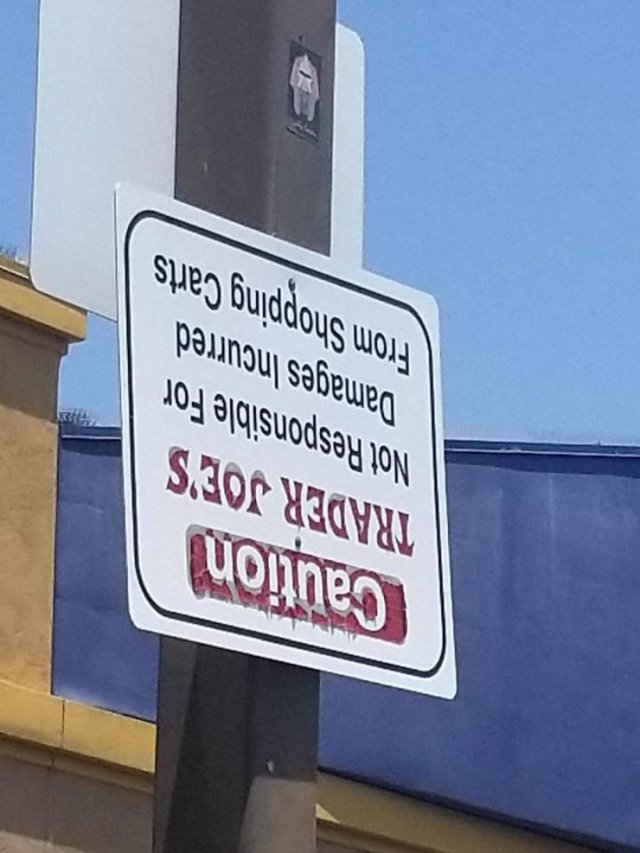 Caution
TRADER JOE'S
Not Responsible For
Damages Incurred
From Shopping Carts